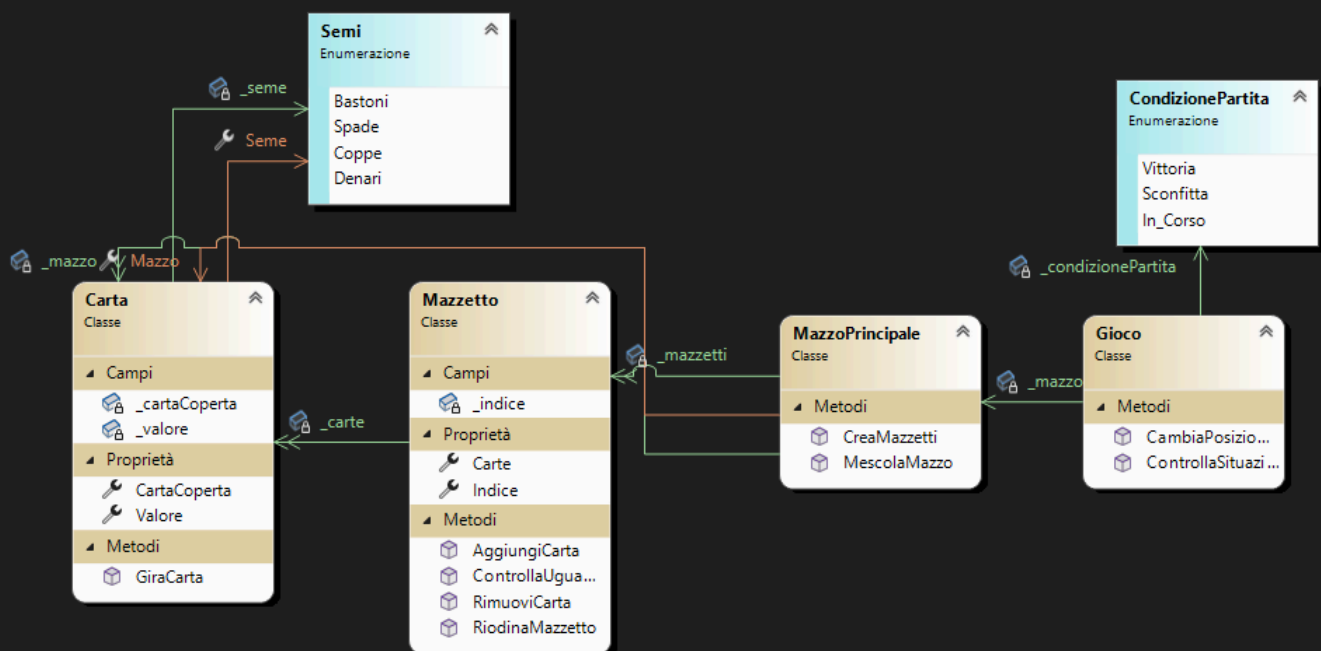 Semi
Enumerazione
Bastoni
Spade
Coppe
Denari
_seme
Seme
CondizionePartita
Enumerazione
Vittoria
Sconfitta
In_Corso
_condizionePartita
_mazzo
Mazzo
Carta
Classe
Campi
_cartaCoperta
_valore
Proprietà
CartaCoperta
Valore
Metodi
GiraCarta
_carte
Mazzetto
Classe
Campi
_indice
Proprietà
Carte
Indice
Metodi
AggiungiCarta
ControllaUgua...
RimuoviCarta
RiodinaMazzetto
_mazzetti
MazzoPrincipale
Classe
Metodi
CreaMazzetti
MescolaMazzo
_mazzo
Gioco
Classe
Metodi
CambiaPosizio...
ControllaSituazi...